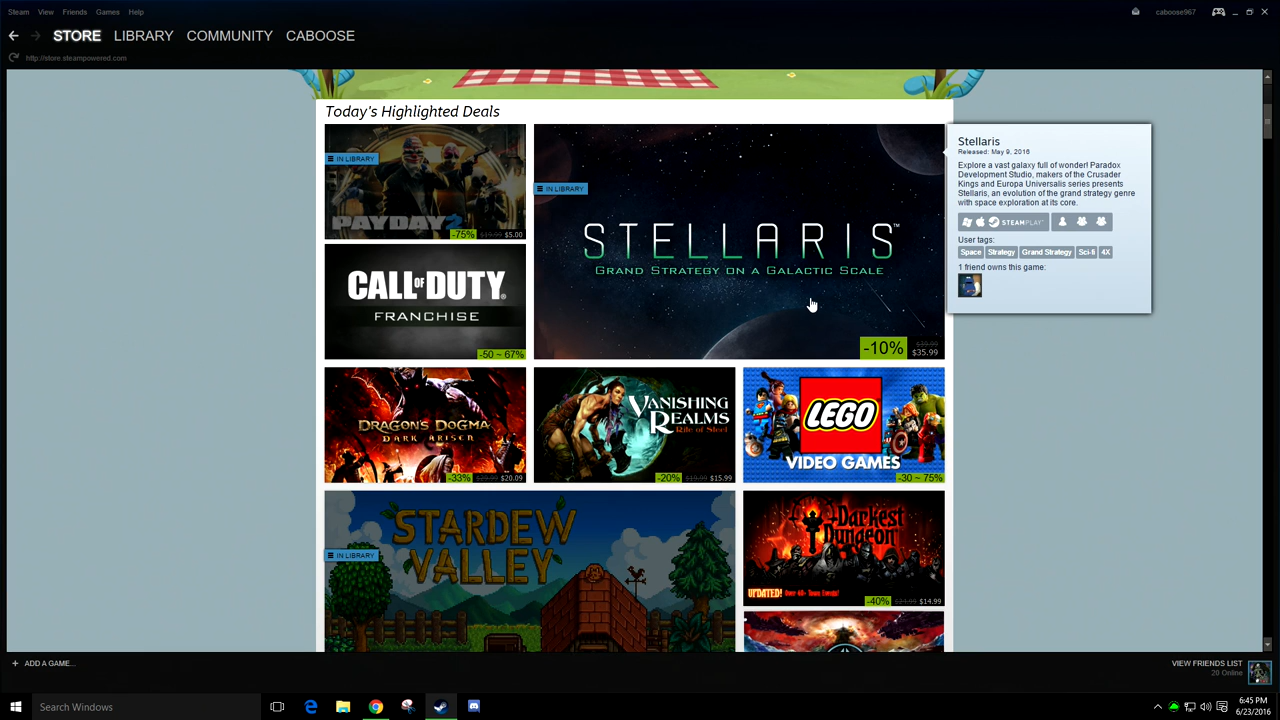 Steam View Friends Games Help
caboose967
STORE LIBRARY COMMUNITY CABOOSE
http://store.steampowered.com
Today's Highlighted Deals
IN LIBRARY
PAYDAY 2
-75% $19.99 $5.00
IN LIBRARY
STELLARIS™
GRAND STRATEGY ON A GALACTIC SCALE
-10% $39.99 $35.99
Stellaris
Released: May 9, 2016
Explore a vast galaxy full of wonder! Paradox
Development Studio, makers of the Crusader
Kings and Europa Universalis series presents
Stellaris, an evolution of the grand strategy genre
with space exploration at its core.
STEAMPLAY™
User tags:
Space Strategy Grand Strategy Sci-fi 4X
1 friend owns this game:
CALL OF DUTY®
FRANCHISE
-50 ~ 67%
DRAGON'S DOGMA
DARK ARISEN
-33% $29.99 $20.09
VANISHING
REALMS
Rite of Steel
-20% $19.99 $15.99
LEGO
VIDEO GAMES
-30 ~ 75%
STARDEW
VALLEY
IN LIBRARY
Darkest
Dungeon
UPDATED! Over 40+ Town Events!
-40% $24.99 $14.99
+ ADD A GAME...
VIEW FRIENDS LIST
20 Online
Search Windows
6:45 PM
6/23/2016